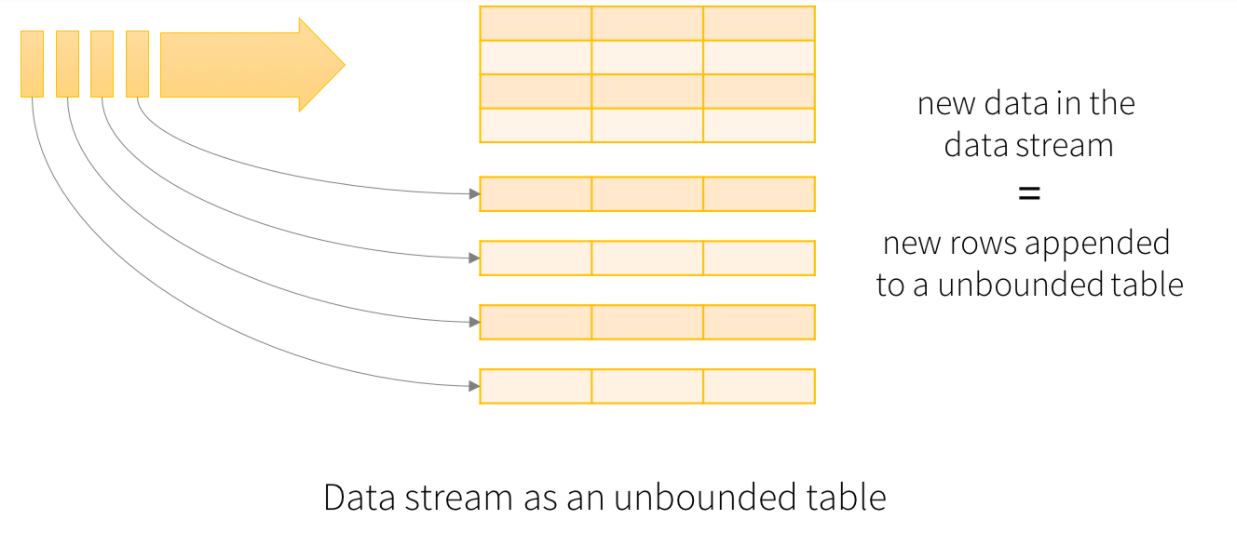 new data in the
data stream
=
new rows appended
to a unbounded table
Data stream as an unbounded table